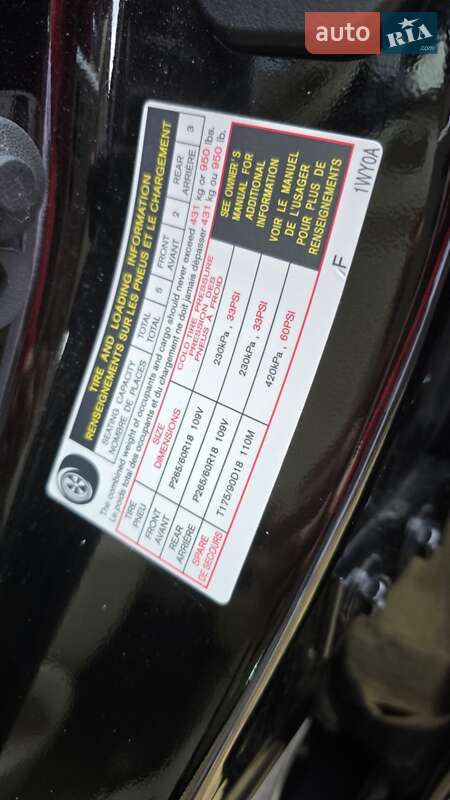 auto RIA.com
TIRE AND LOADING INFORMATION
RENSEIGNEMENTS SUR LES PNEUS ET LE CHARGEMENT
SEATING CAPACITY TOTAL 5 FRONT 2 REAR 3
NOMBRE DE PLACES TOTAL AVANT ARRIÈRE
The combined weight of occupants and cargo should never exceed 431 kg or 950 lbs.
Le poids total des occupants et du chargement ne doit jamais dépasser 431 kg ou 950 lb.
TIRE SIZE COLD TIRE PRESSURE
PNEU DIMENSIONS PRESSION DES PNEUS À FROID
FRONT P265/60R18 109V 230kPa , 33PSI
AVANT
REAR P265/60R18 109V 230kPa , 33PSI
ARRIÈRE
SPARE T175/90D18 110M 420kPa , 60PSI
DE SECOURS
SEE OWNER'S
MANUAL FOR
ADDITIONAL
INFORMATION
VOIR LE MANUEL
DE L'USAGER
POUR PLUS DE
RENSEIGNEMENTS
/F 1WY0A